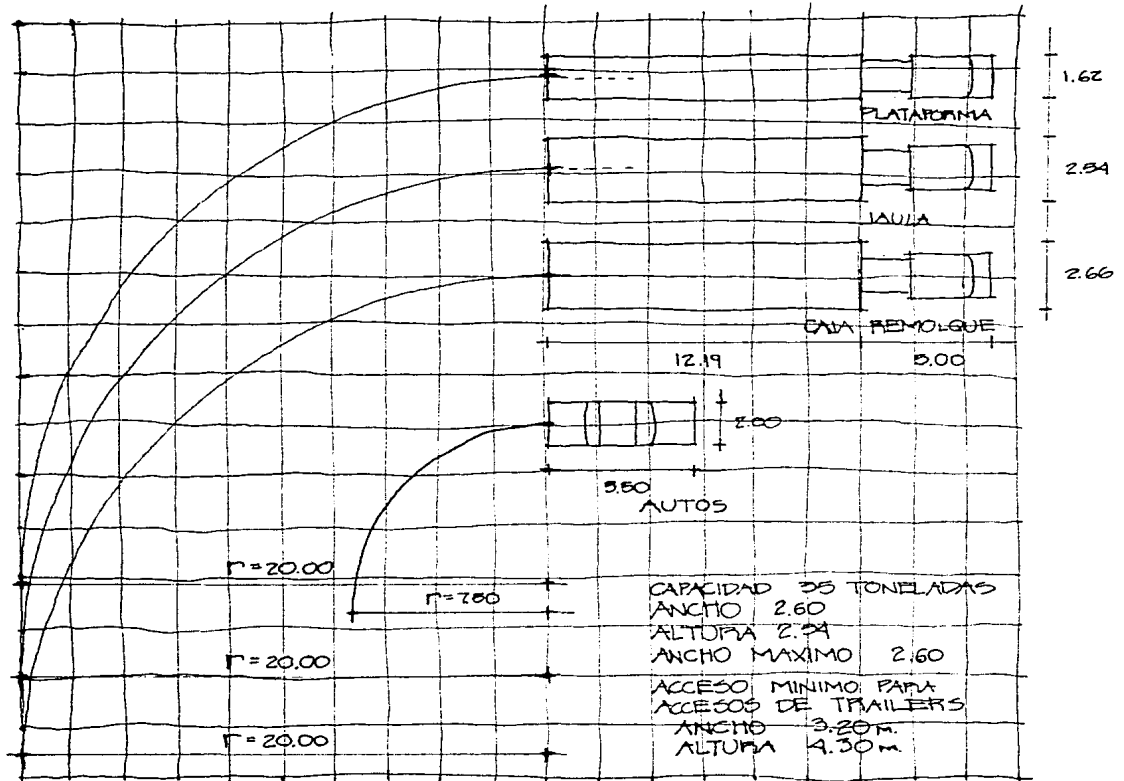 1.62
PLATAFORMA
2.54
JAULA
2.66
CAJA REMOLQUE
12.19
5.00
2.00
5.50
AUTOS
r=20.00
r=7.50
r=20.00
r=20.00
CAPACIDAD 35 TONELADAS
ANCHO 2.60
ALTURA 2.54
ANCHO MAXIMO 2.60
ACCESO MINIMO PARA
ACCESOS DE TRAILERS
ANCHO 3.20 m.
ALTURA 4.30 m.